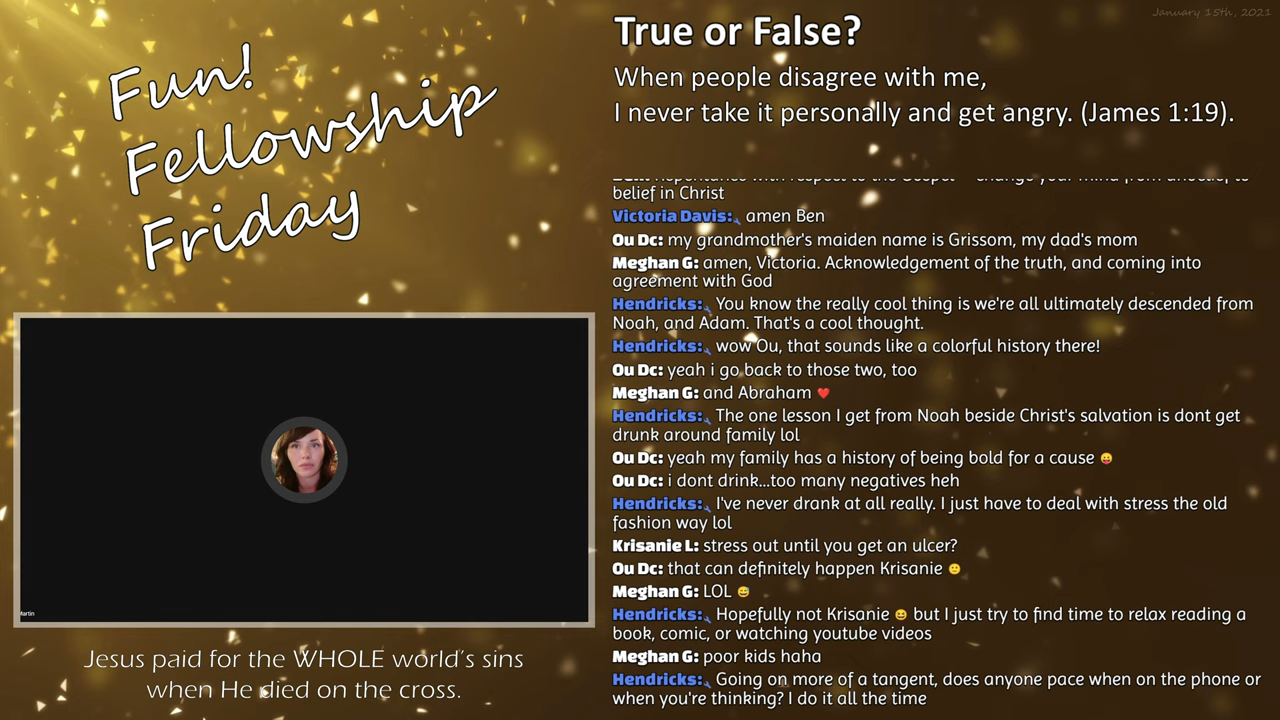 Fun!
Fellowship
Friday
January 15th, 2021
True or False?
When people disagree with me,
I never take it personally and get angry. (James 1:19).
belief in Christ
Victoria Davis: amen Ben
Ou Dc: my grandmother's maiden name is Grissom, my dad's mom
Meghan G: amen, Victoria. Acknowledgement of the truth, and coming into
agreement with God
Hendricks: You know the really cool thing is we're all ultimately descended from
Noah, and Adam. That's a cool thought.
Hendricks: wow Ou, that sounds like a colorful history there!
Ou Dc: yeah i go back to those two, too
Meghan G: and Abraham ❤️
Hendricks: The one lesson I get from Noah beside Christ's salvation is dont get
drunk around family lol
Ou Dc: yeah my family has a history of being bold for a cause 😛
Ou Dc: i dont drink...too many negatives heh
Hendricks: I've never drank at all really. I just have to deal with stress the old
fashion way lol
Krisanie L: stress out until you get an ulcer?
Ou Dc: that can definitely happen Krisanie 🙂
Meghan G: LOL 😅
Hendricks: Hopefully not Krisanie 😆 but I just try to find time to relax reading a
book, comic, or watching youtube videos
Meghan G: poor kids haha
Hendricks: Going on more of a tangent, does anyone pace when on the phone or
when you're thinking? I do it all the time
Martin
Jesus paid for the WHOLE world's sins
when He died on the cross.